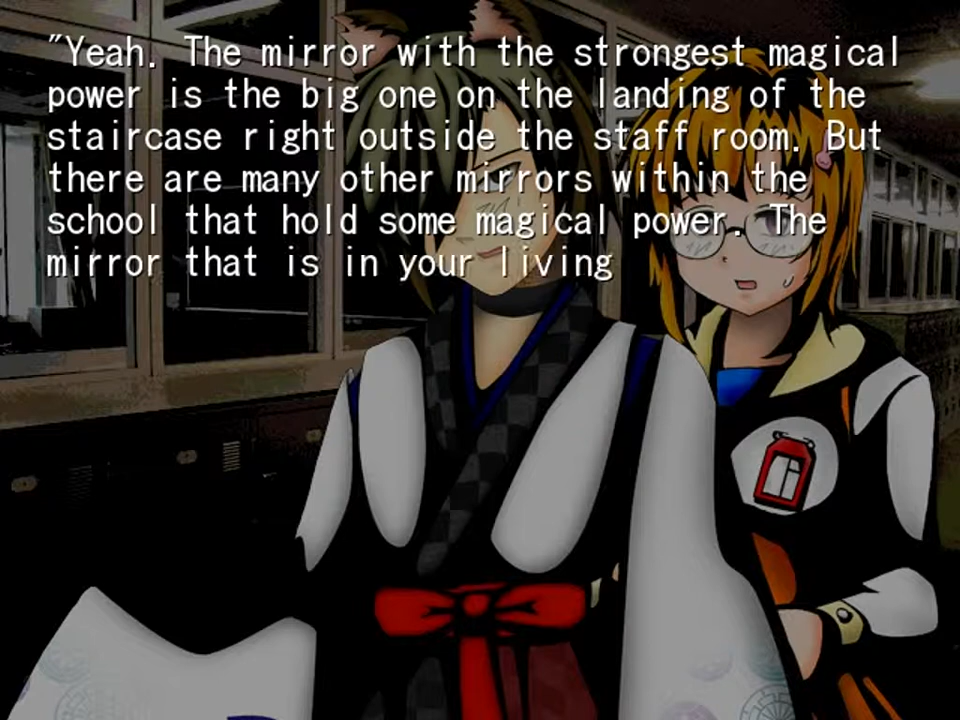 "Yeah. The mirror with the strongest magical
power is the big one on the landing of the
staircase right outside the staff room. But
there are many other mirrors within the
school that hold some magical power. The
mirror that is in your living